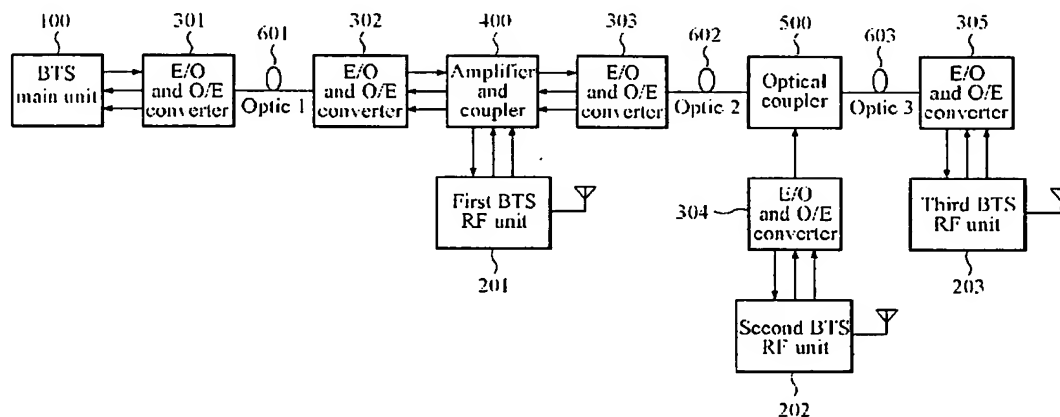 100
301
601
302
400
303
602
500
603
305
BTS
main unit
E/O
and O/E
converter
Optic 1
E/O
and O/E
converter
Amplifier
and
coupler
E/O
and O/E
converter
Optic 2
Optical
coupler
Optic 3
E/O
and O/E
converter
First BTS
RF unit
201
304
E/O
and O/E
converter
Third BTS
RF unit
203
Second BTS
RF unit
202